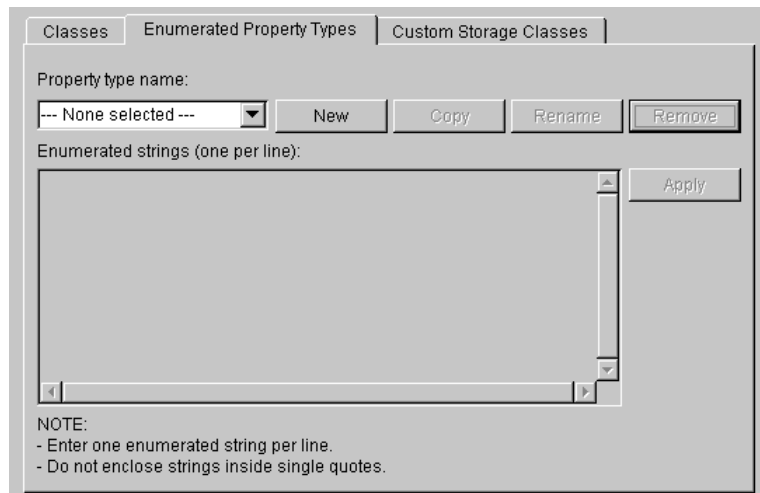 Classes Enumerated Property Types Custom Storage Classes
Property type name:
--- None selected --- New Copy Rename Remove
Enumerated strings (one per line):
Apply
NOTE:
- Enter one enumerated string per line.
- Do not enclose strings inside single quotes.